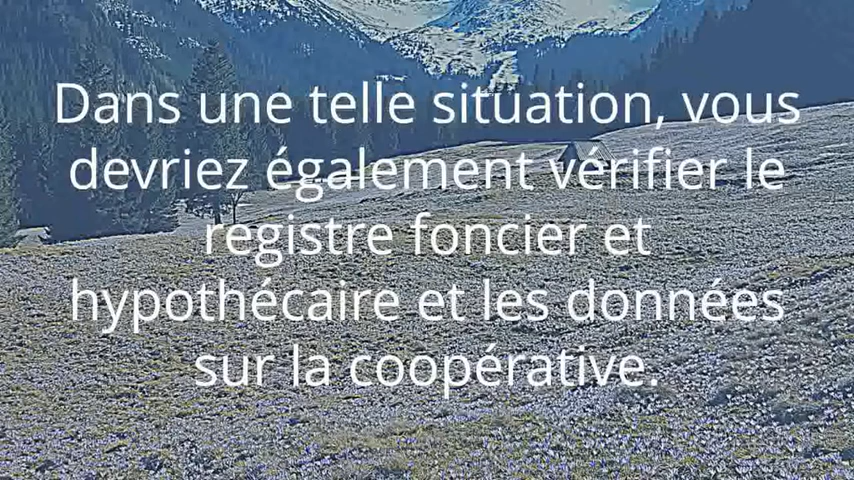 Dans une telle situation, vous
devriez également vérifier le
registre foncier et
hypothécaire et les données
sur la coopérative.